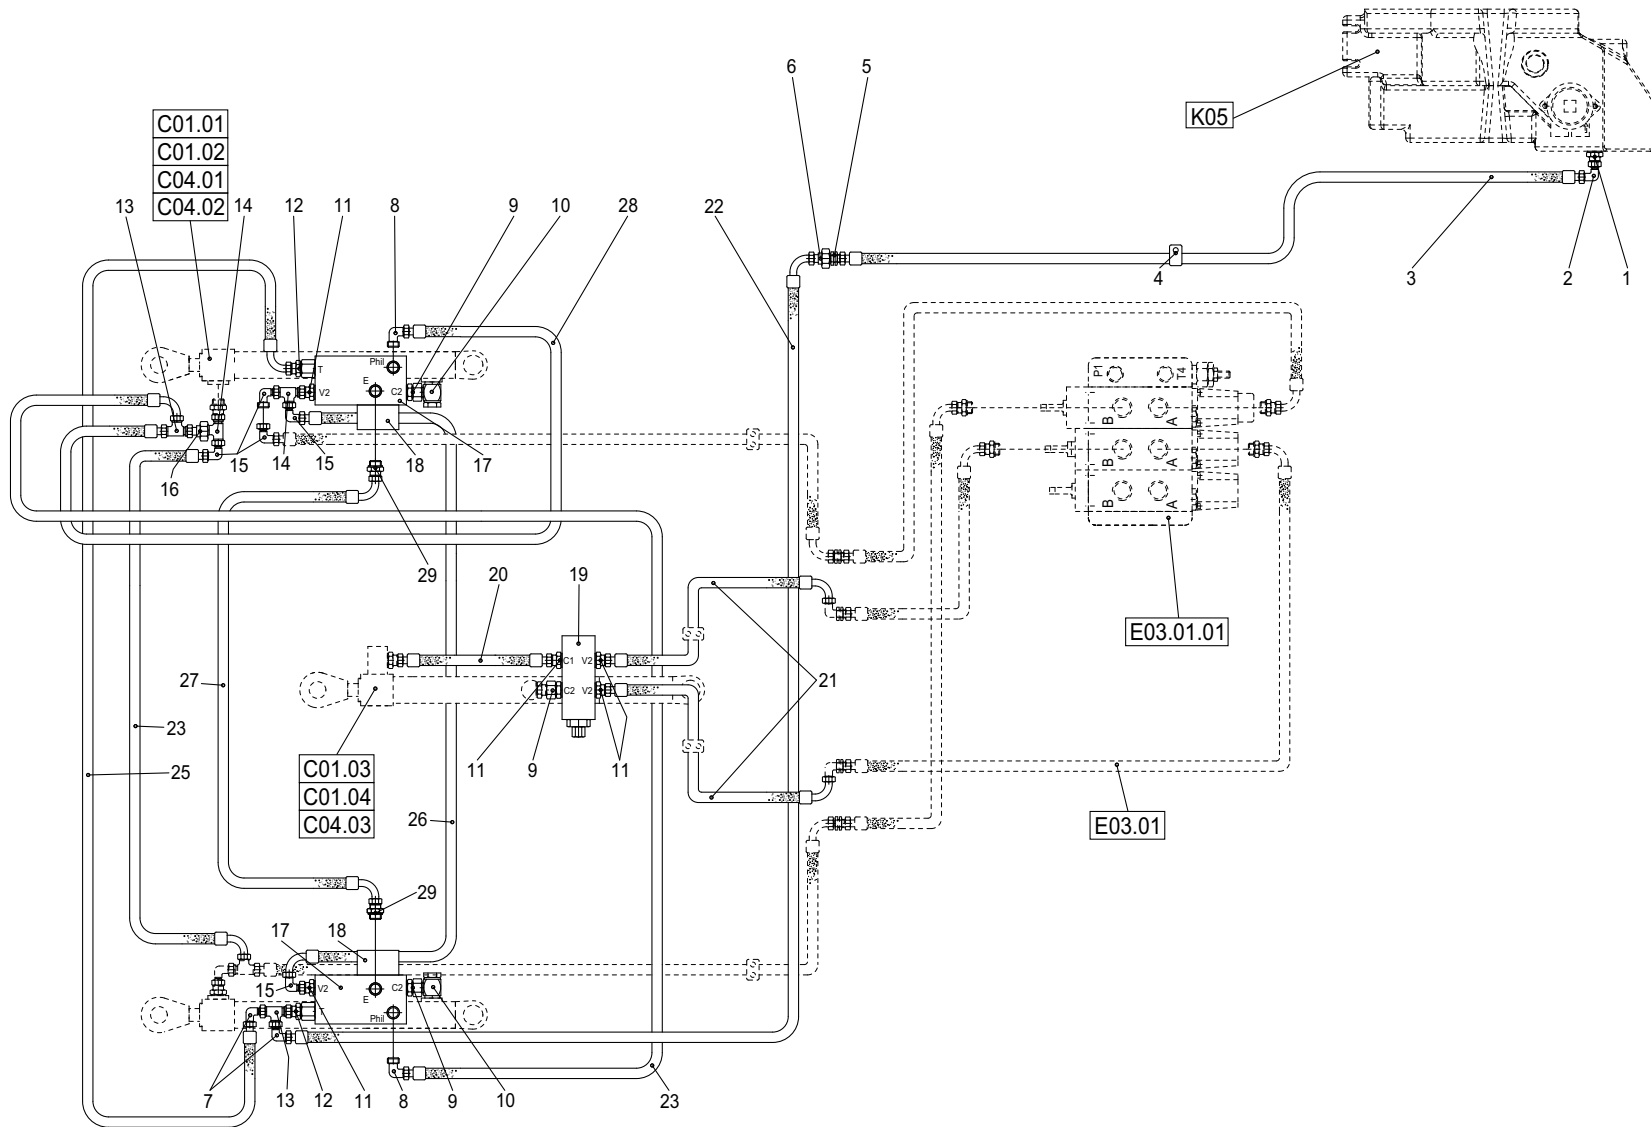 6 5
K05
C01.01
C01.02
C04.01
C04.02
13 14 12 11 8 9 10 28 22
4 3 2 1
Phil
T
E
V2 C2
P1 T4
B A
B A
B A
16 15 14 15 18 17
29 20 19
E03.01.01
C1 V2
C2 V2
27 21
23
25
11 9 11
C01.03
C01.04
C04.03
26
E03.01
29
17 18
15 V2 C2
E
T
Phil
7 13 12 11 8 9 10 23